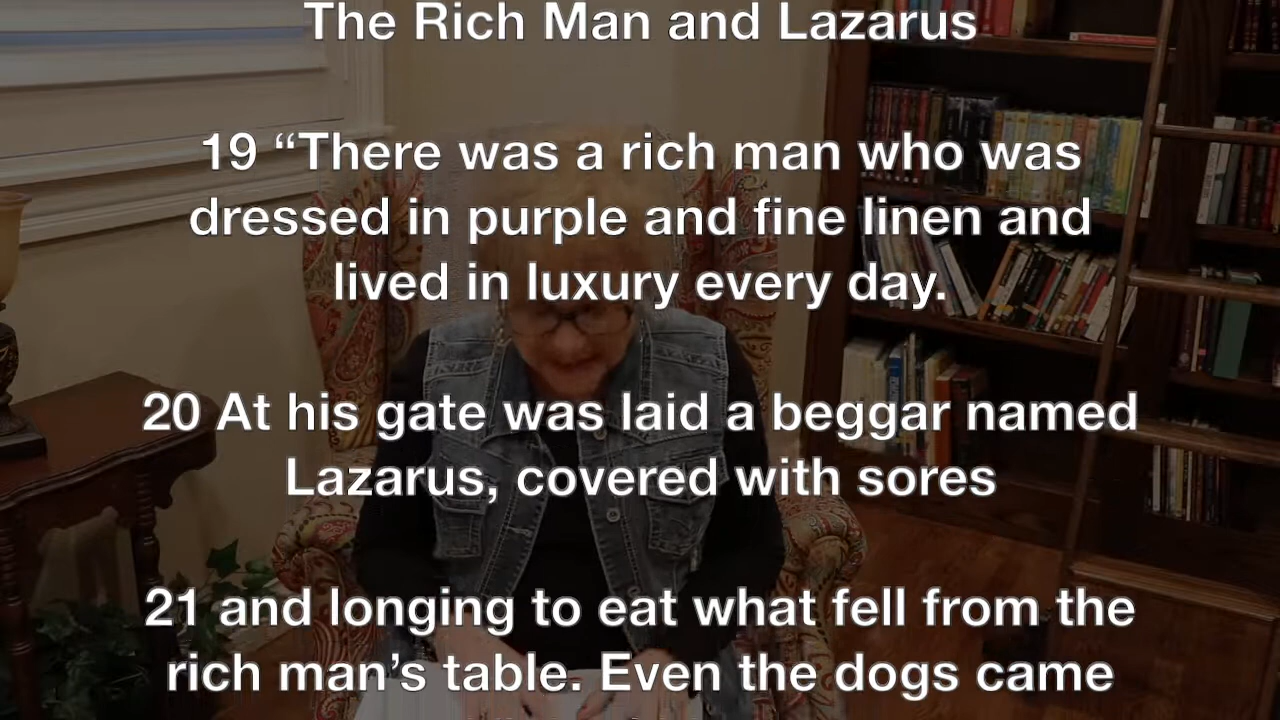 The Rich Man and Lazarus
19 “There was a rich man who was
dressed in purple and fine linen and
lived in luxury every day.
20 At his gate was laid a beggar named
Lazarus, covered with sores
21 and longing to eat what fell from the
rich man’s table. Even the dogs came